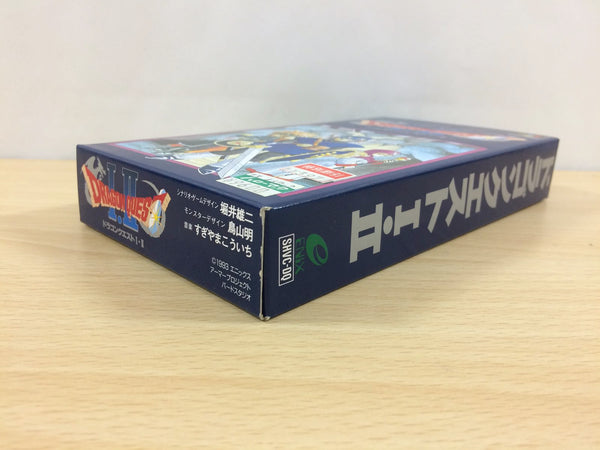 DRAGON QUEST
I・II
ドラゴンクエストI・II
シナリオ・ゲームデザイン 堀井雄二
モンスターデザイン 鳥山明
音楽 すぎやまこういち
©1993 エニックス
アーマープロジェクト
バードスタジオ
ドラゴンクエストI・II
ENIX
SHVC-DQ